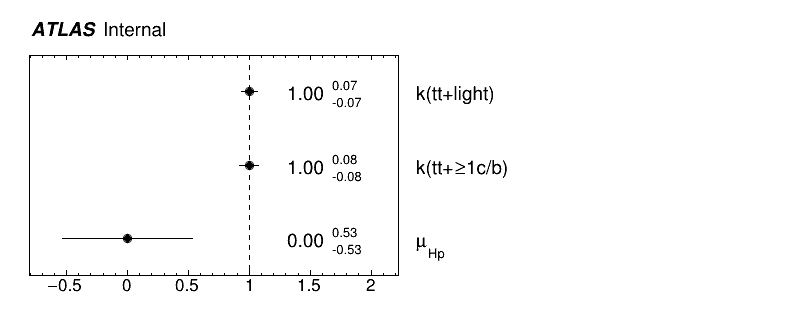 ATLAS Internal
1.00 0.07 -0.07 k(tt+light)
1.00 0.08 -0.08 k(tt+≥1c/b)
0.00 0.53 -0.53 μHp
−0.5 0 0.5 1 1.5 2